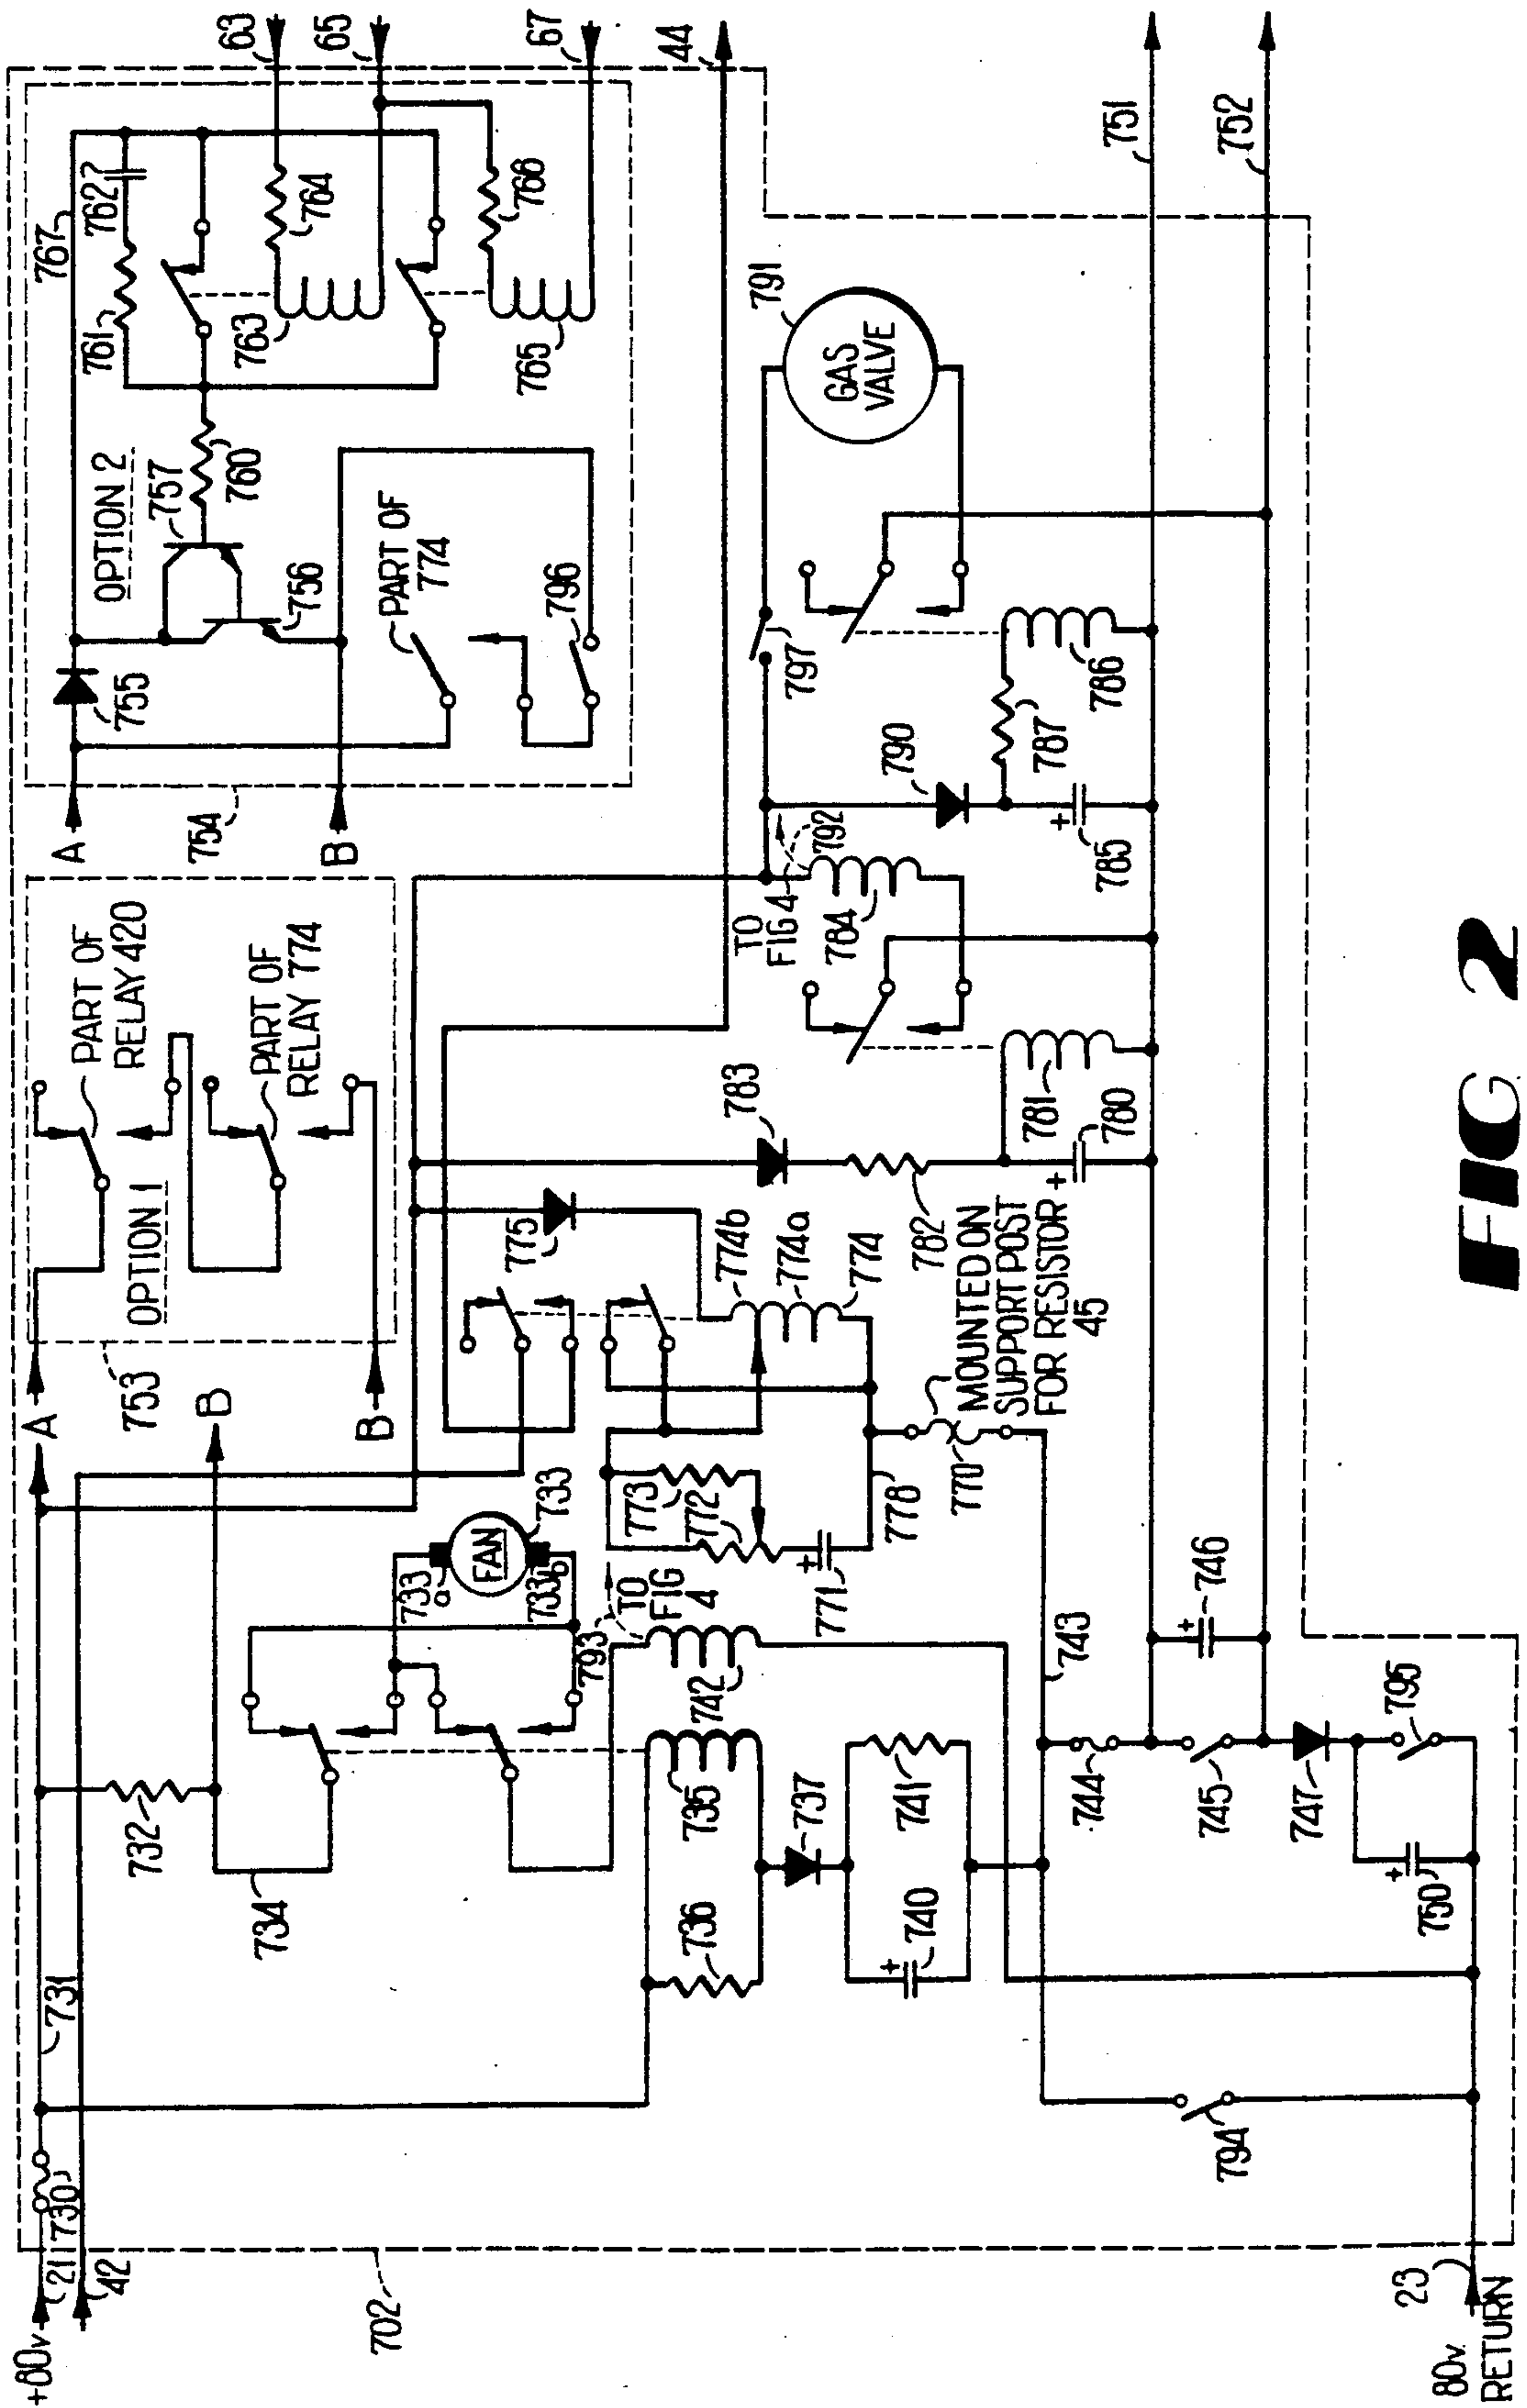 +80v
21
730
731
42
702
A
B
732
734
733
733
a
733b
FAN
793
TO
FIG
4
735
736
742
737
740
741
743
744
745
746
747
750
795
794
23
80v.
RETURN
A
B
753
OPTION 1
PART OF
RELAY 420
PART OF
RELAY 774
775
774b
774a
774
773
772
771
778
770
MOUNTED ON
SUPPORT POST
FOR RESISTOR
45
783
782
781
780
TO
FIG 4
792
784
790
785
787
786
797
791
GAS
VALVE
A
B
754
755
OPTION 2
757
756
760
PART OF
774
796
767
761
762
763
764
765
766
63
65
67
44
751
752
FIG 2